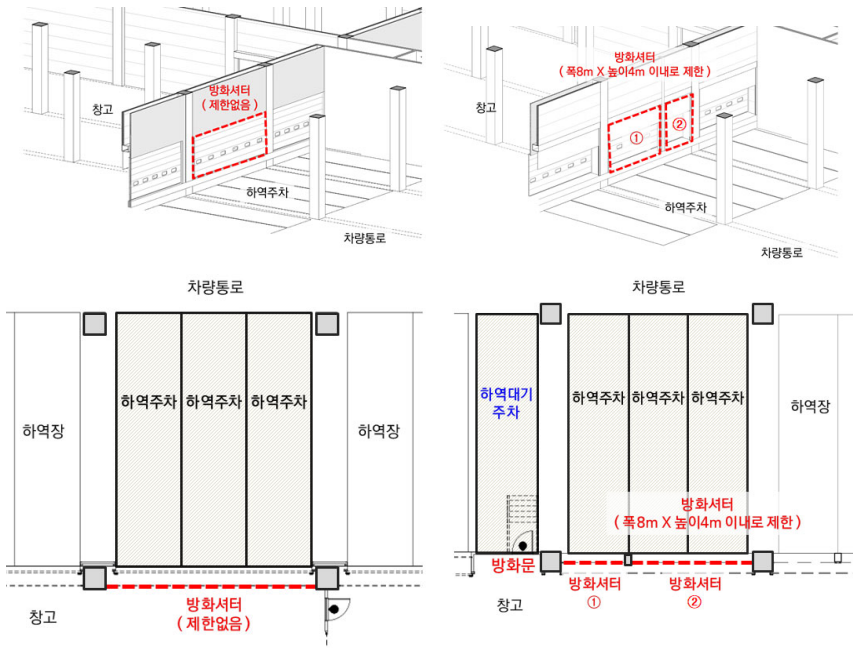 방화셔터
( 제한없음 )
창고
하역주차
차량통로
방화셔터
( 폭8m X 높이4m 이내로 제한 )
창고
①
②
하역주차
차량통로
차량통로
하역장
하역주차
하역주차
하역주차
하역장
방화셔터
( 제한없음 )
창고
차량통로
하역대기
주차
하역주차
하역주차
하역주차
하역장
방화셔터
( 폭8m X 높이4m 이내로 제한 )
방화문
방화셔터
①
방화셔터
②
창고